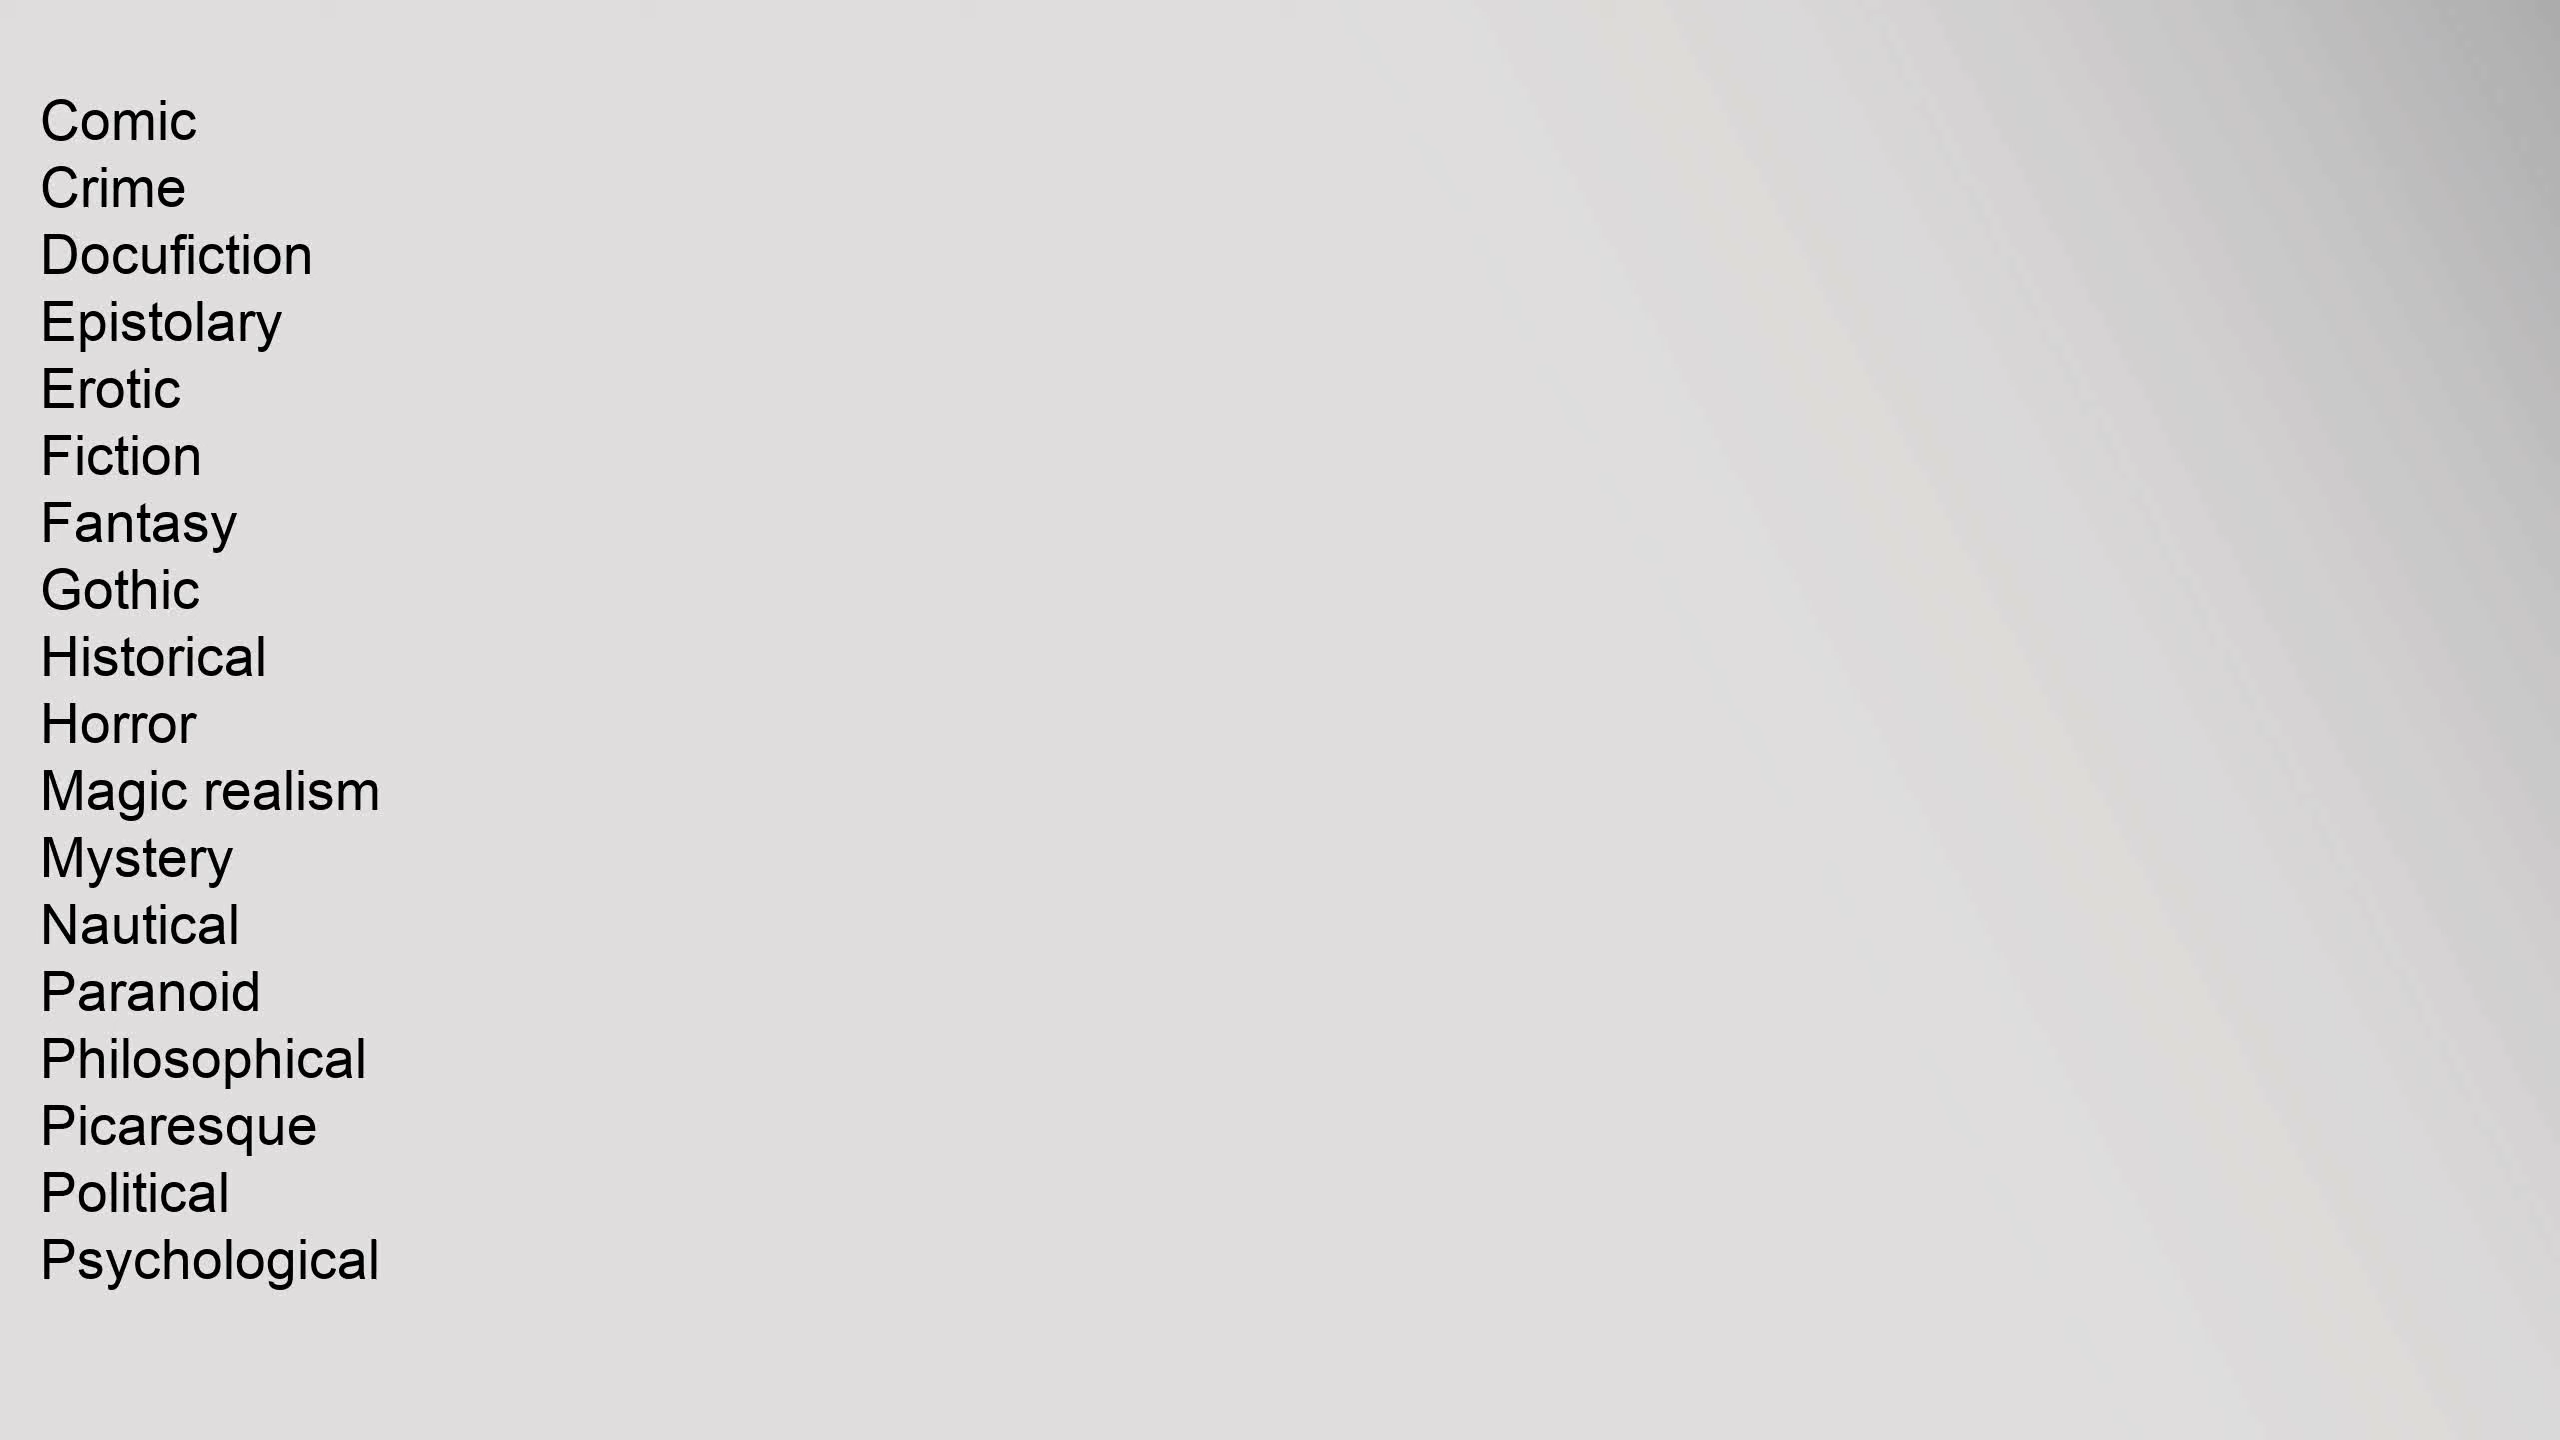 Comic
Crime
Docufiction
Epistolary
Erotic
Fiction
Fantasy
Gothic
Historical
Horror
Magic realism
Mystery
Nautical
Paranoid
Philosophical
Picaresque
Political
Psychological